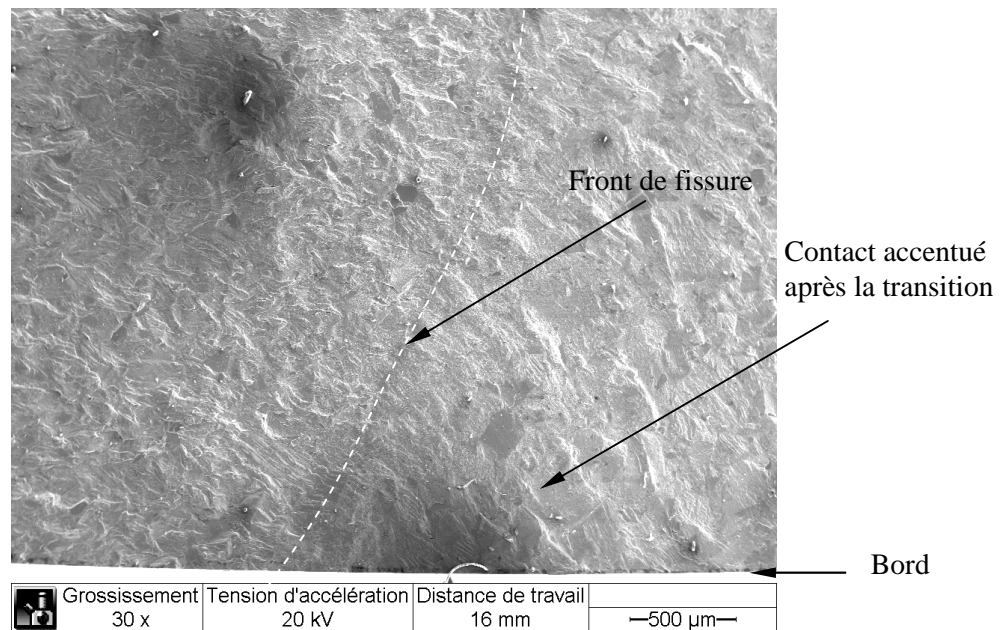 Front de fissure
Contact accentué
après la transition
Bord
Grossissement
30 x
Tension d'accélération
20 kV
Distance de travail
16 mm
500 µm